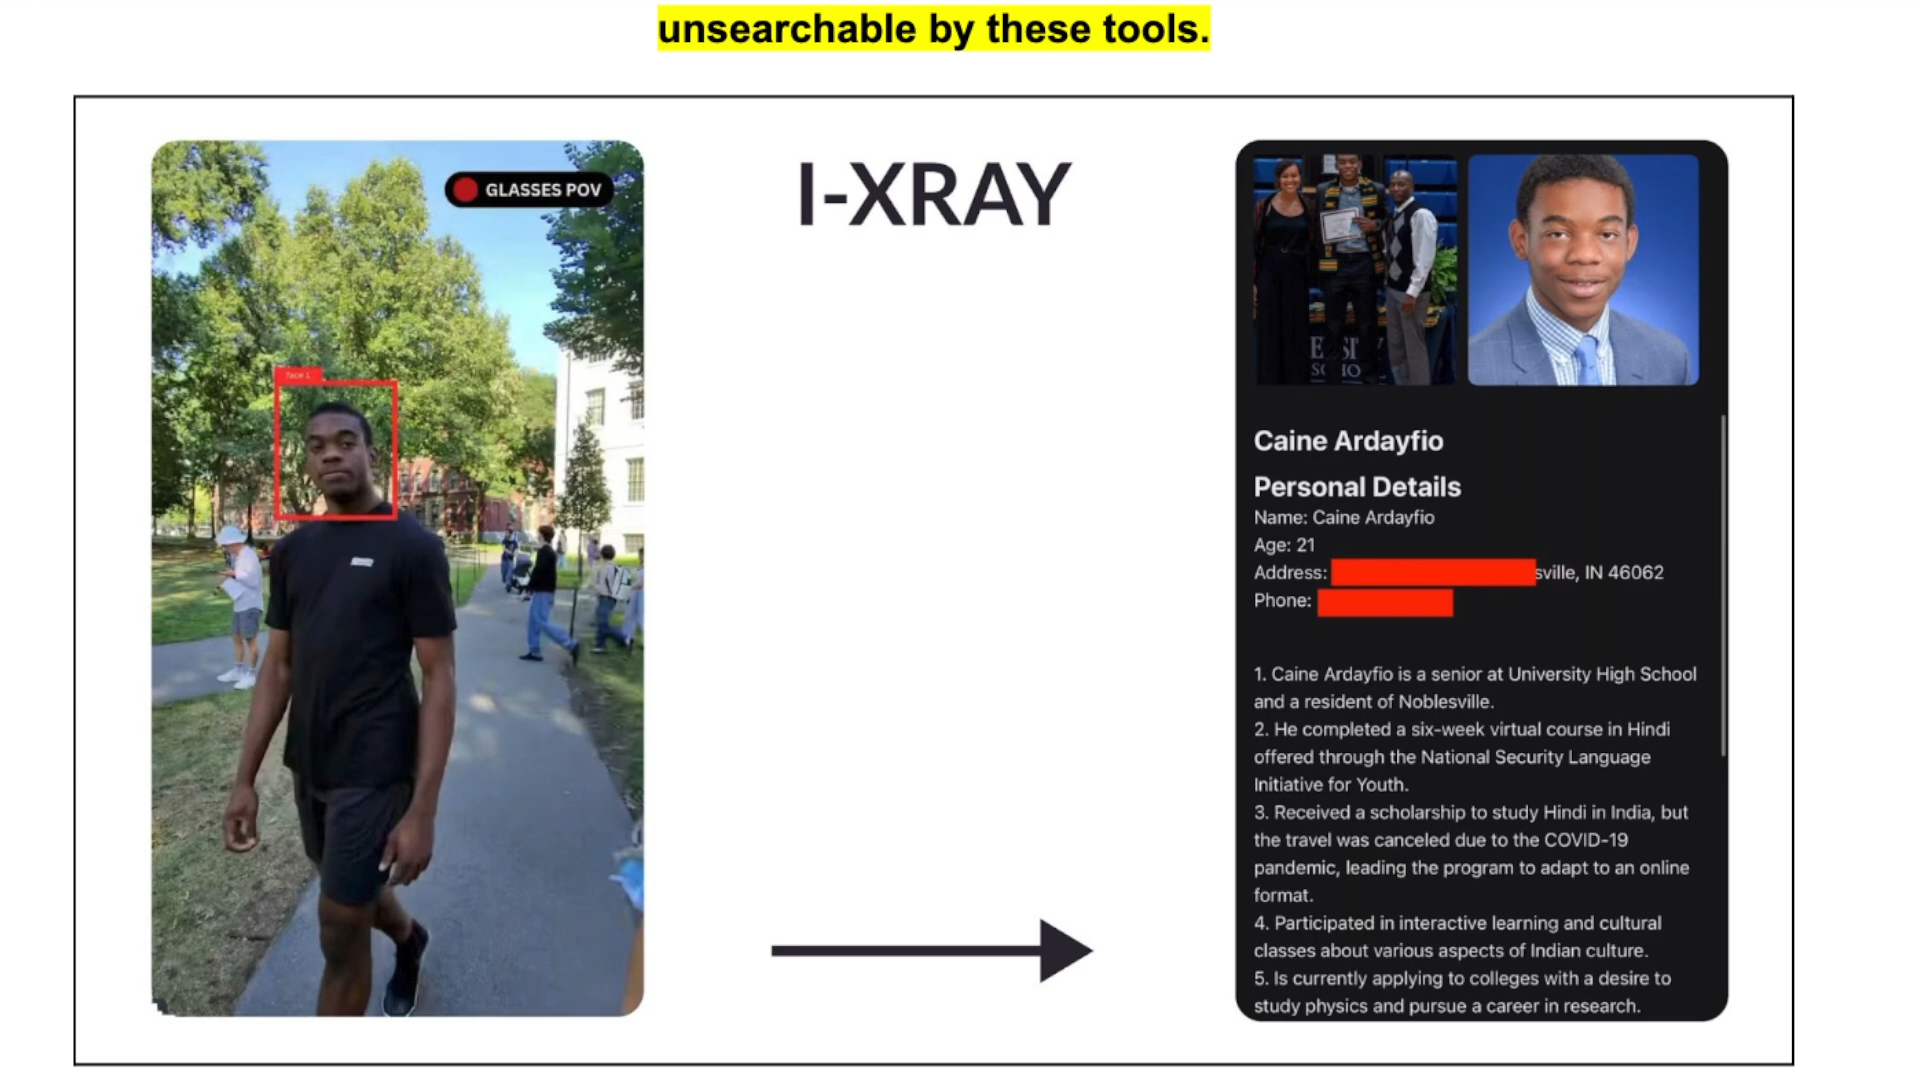 unsearchable by these tools.
GLASSES POV
face 1
I-XRAY
Caine Ardayfio
Personal Details
Name: Caine Ardayfio
Age: 21
Address: sville, IN 46062
Phone:
1. Caine Ardayfio is a senior at University High School
and a resident of Noblesville.
2. He completed a six-week virtual course in Hindi
offered through the National Security Language
Initiative for Youth.
3. Received a scholarship to study Hindi in India, but
the travel was canceled due to the COVID-19
pandemic, leading the program to adapt to an online
format.
4. Participated in interactive learning and cultural
classes about various aspects of Indian culture.
5. Is currently applying to colleges with a desire to
study physics and pursue a career in research.